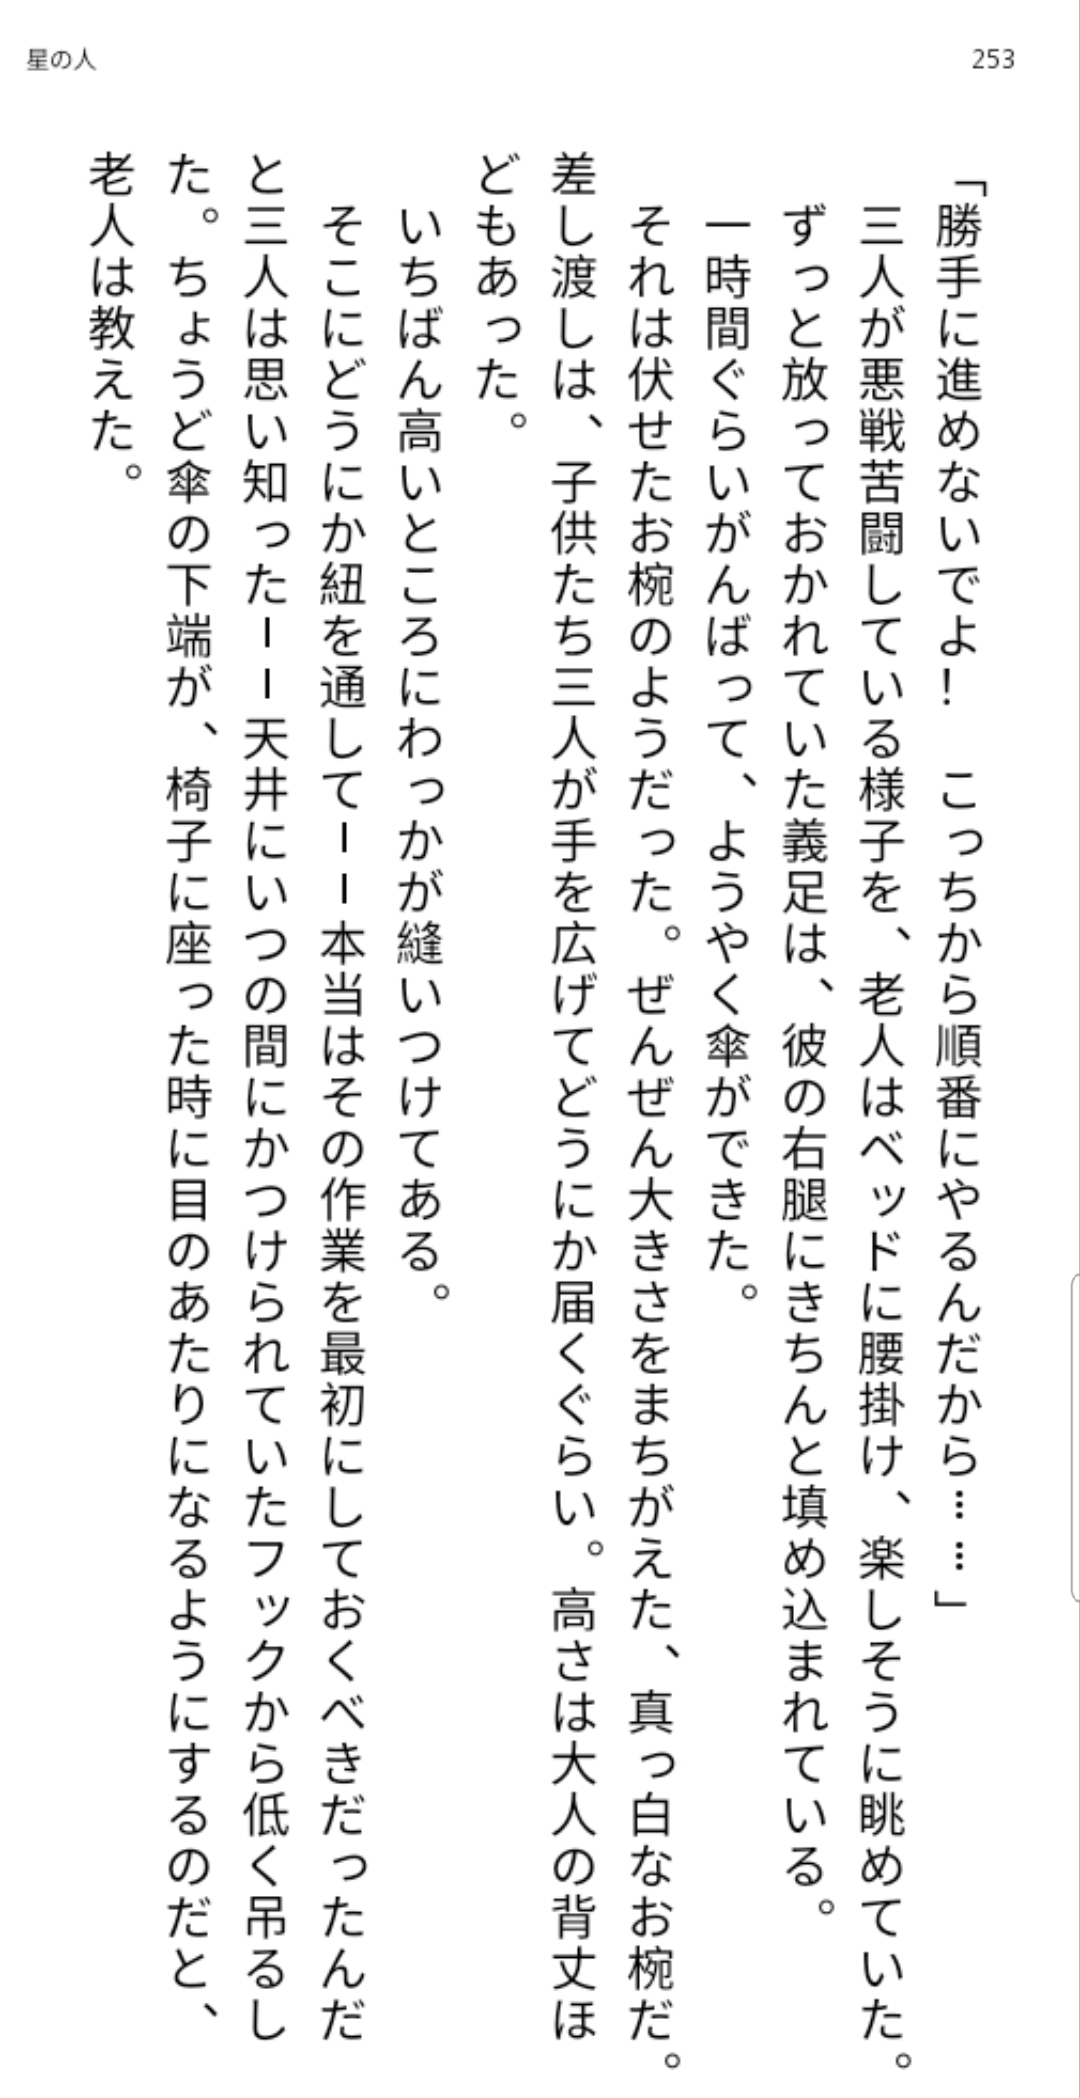 星の人
253
「勝手に進めないでよ！　こっちから順番にやるんだから……」
　三人が悪戦苦闘している様子を、老人はベッドに腰掛け、楽しそうに眺めていた。
　ずっと放っておかれていた義足は、彼の右腿にきちんと填め込まれている。
　一時間ぐらいがんばって、ようやく傘ができた。
　それは伏せたお椀のようだった。ぜんぜん大きさをまちがえた、真っ白なお椀だ。
差し渡しは、子供たち三人が手を広げてどうにか届くぐらい。高さは大人の背丈ほ
どもあった。
　いちばん高いところにわっかが縫いつけてある。
　そこにどうにか紐を通して――本当はその作業を最初にしておくべきだったんだ
と三人は思い知った――天井にいつの間にかつけられていたフックから低く吊るし
た。ちょうど傘の下端が、椅子に座った時に目のあたりになるようにするのだと、
老人は教えた。